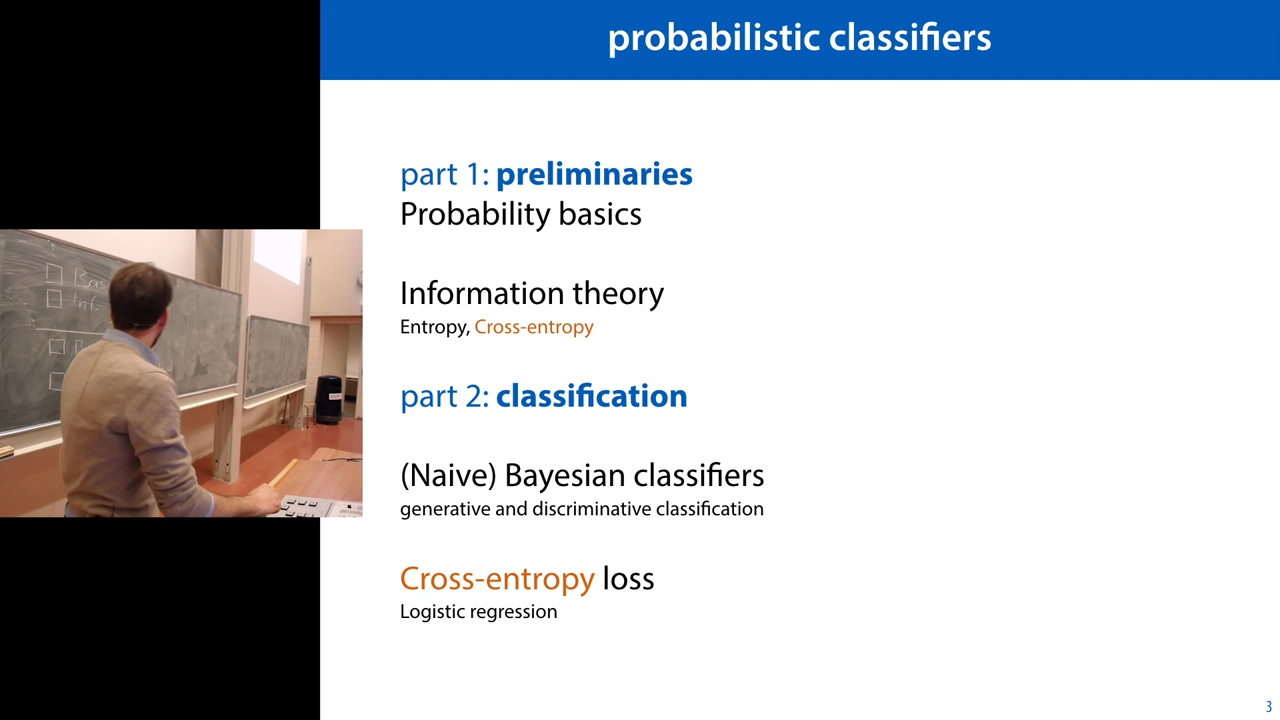 probabilistic classifiers
part 1: preliminaries
Probability basics
Information theory
Entropy, Cross-entropy
part 2: classification
(Naive) Bayesian classifiers
generative and discriminative classification
Cross-entropy loss
Logistic regression
3